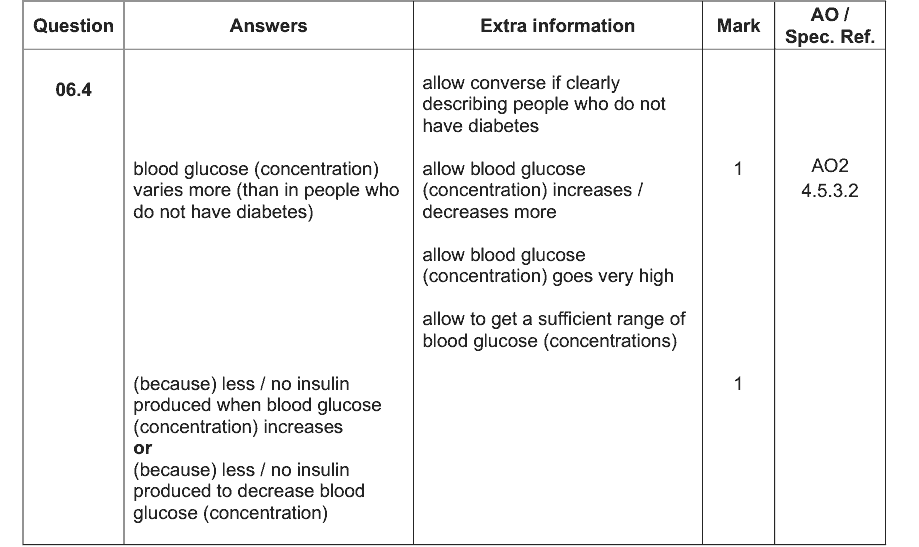 Question
Answers
Extra information
Mark
AO /
Spec. Ref.
06.4
allow converse if clearly
describing people who do not
have diabetes
blood glucose (concentration)
varies more (than in people who
do not have diabetes)
allow blood glucose
(concentration) increases /
decreases more
1
AO2
4.5.3.2
allow blood glucose
(concentration) goes very high
allow to get a sufficient range of
blood glucose (concentrations)
(because) less / no insulin
produced when blood glucose
(concentration) increases
or
(because) less / no insulin
produced to decrease blood
glucose (concentration)
1